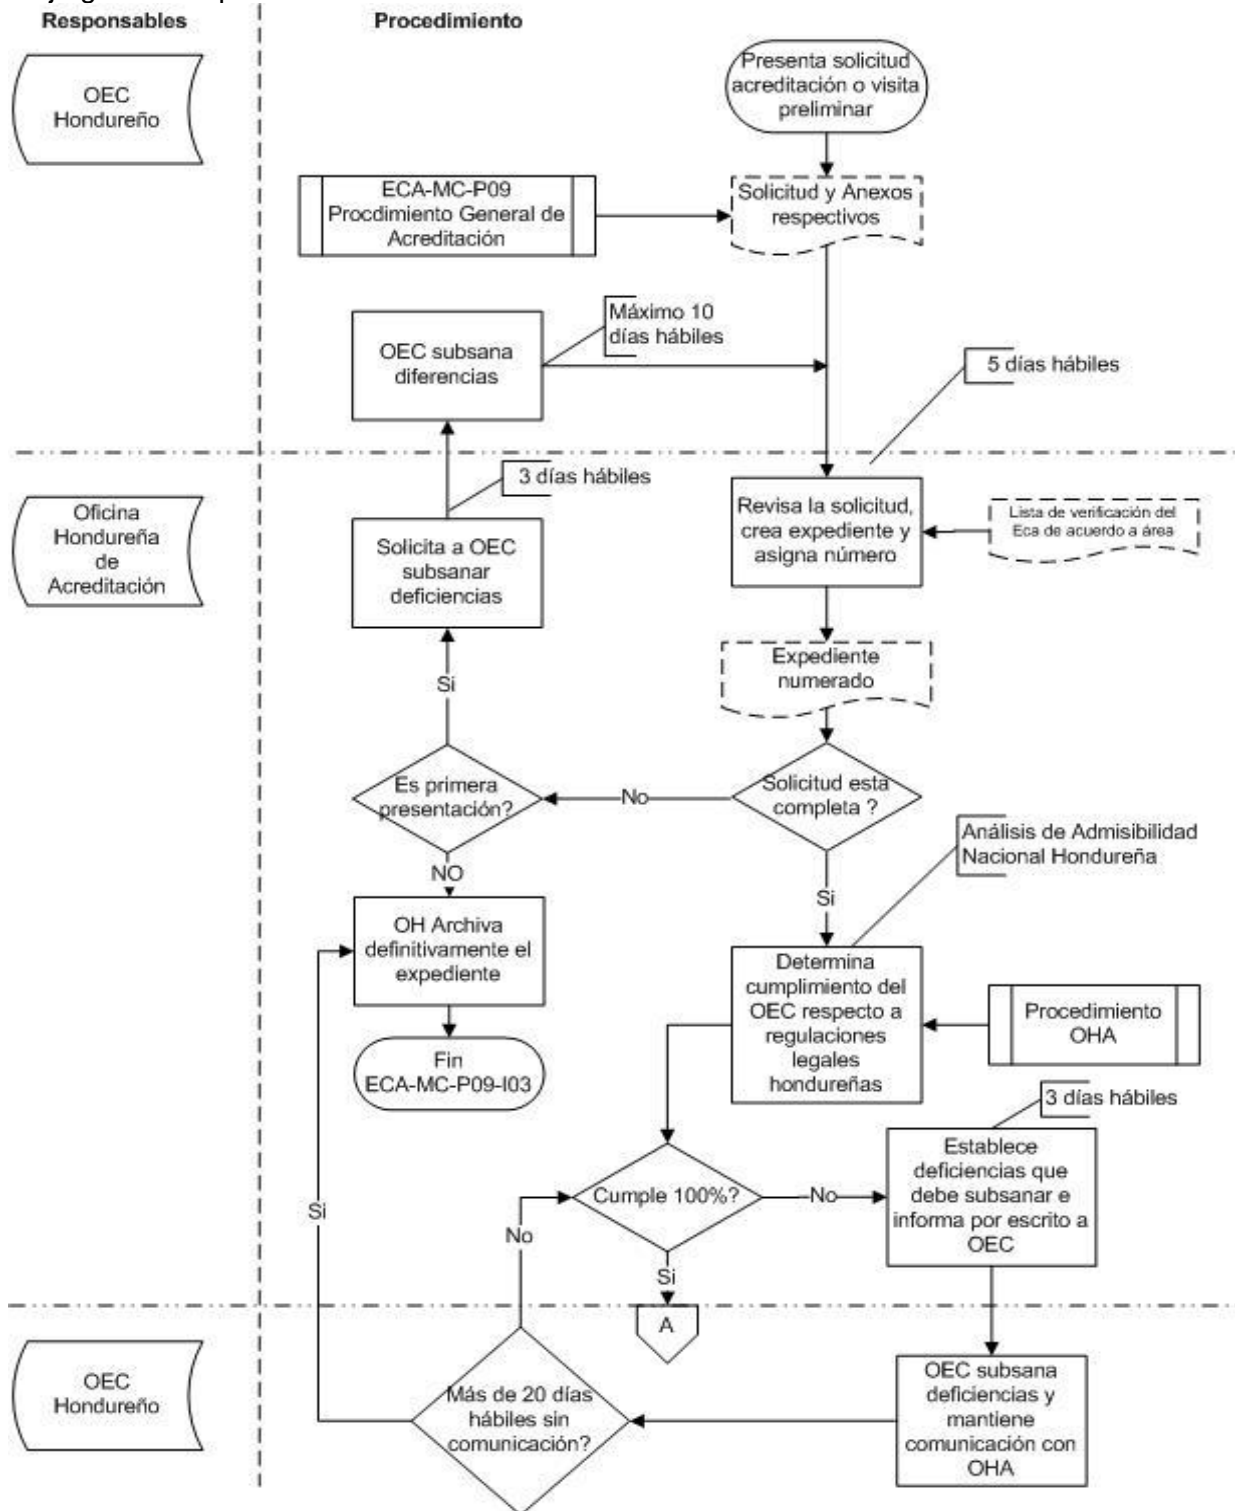 Responsables
Procedimiento
OEC
Hondureño
Presenta solicitud
acreditación o visita
preliminar
ECA-MC-P09
Procdimiento General de
Acreditación
Solicitud y Anexos
respectivos
OEC subsana
diferencias
Máximo 10
días hábiles
5 días hábiles
Oficina
Hondureña
de
Acreditación
3 días hábiles
Solicita a OEC
subsanar
deficiencias
Revisa la solicitud,
crea expediente y
asigna número
Lista de verificación del
Eca de acuerdo a área
Si
Expediente
numerado
Es primera
presentación?
No
Solicitud esta
completa ?
Análisis de Admisibilidad
Nacional Hondureña
NO
Si
OH Archiva
definitivamente el
expediente
Determina
cumplimiento del
OEC respecto a
regulaciones
legales
hondureñas
Procedimiento
OHA
Fin
ECA-MC-P09-I03
3 días hábiles
Cumple 100%?
No
Establece
deficiencias que
debe subsanar e
informa por escrito a
OEC
Si
No
Si
A
OEC
Hondureño
Más de 20 días
hábiles sin
comunicación?
OEC subsana
deficiencias y
mantiene
comunicación con
OHA